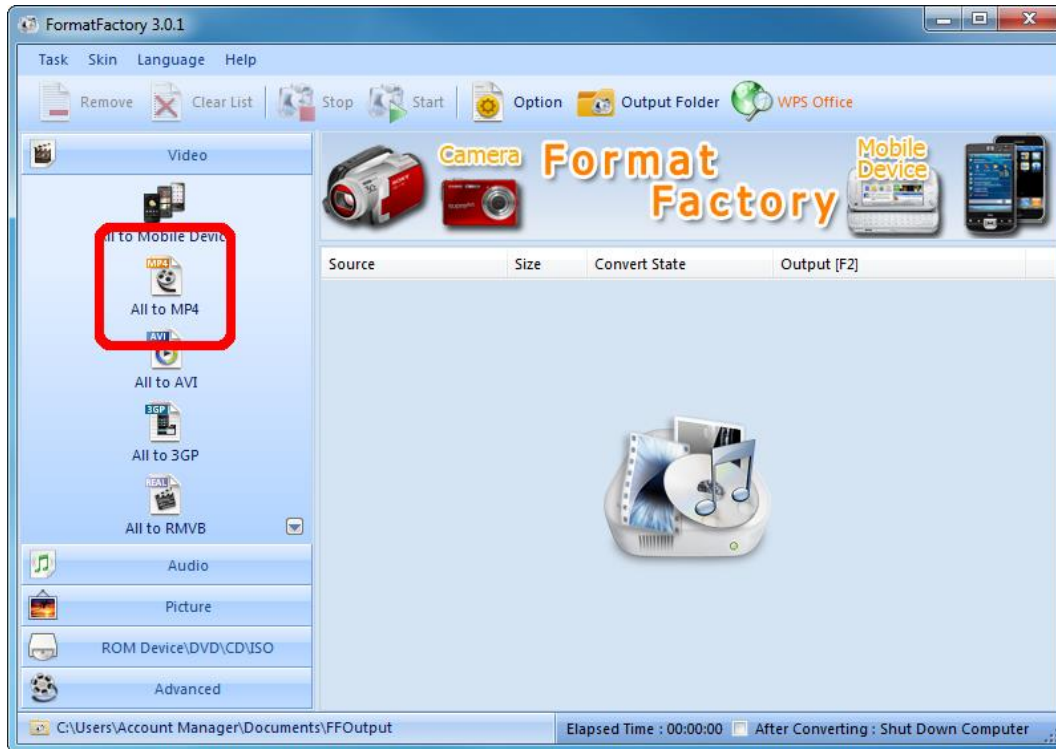 FormatFactory 3.0.1
Task Skin Language Help
Remove Clear List Stop Start Option Output Folder WPS Office
Video
All to Mobile Device
MP4
All to MP4
AVI
All to AVI
3GP
All to 3GP
REAL
All to RMVB
Audio
Picture
ROM Device\DVD\CD\ISO
Advanced
Camera
Format
Factory
Mobile
Device
SONY
Source Size Convert State Output [F2]
C:\Users\Account Manager\Documents\FFOutput
Elapsed Time : 00:00:00 After Converting : Shut Down Computer